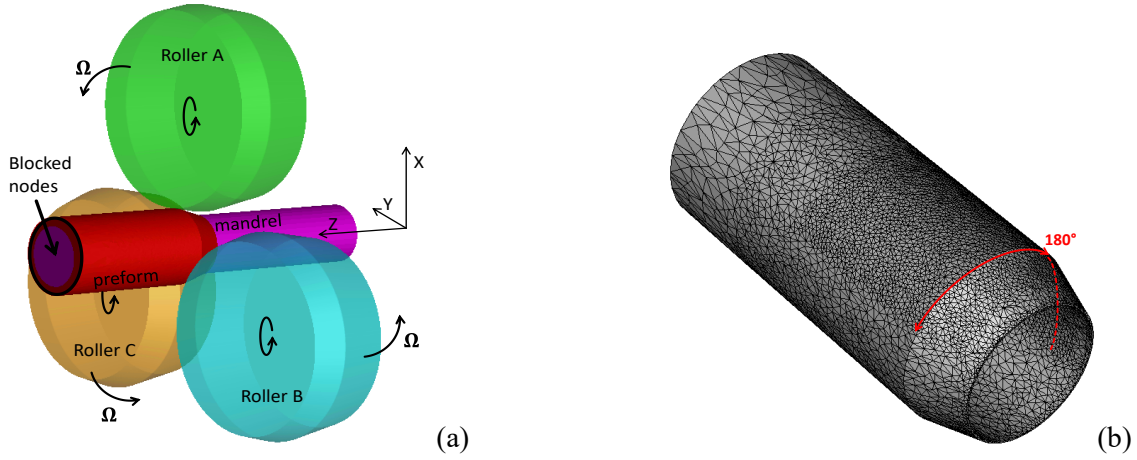 Roller A
Ω
Blocked
nodes
X
Y
Z
mandrel
preform
Roller C
Ω
Roller B
Ω
(a)
180°
(b)